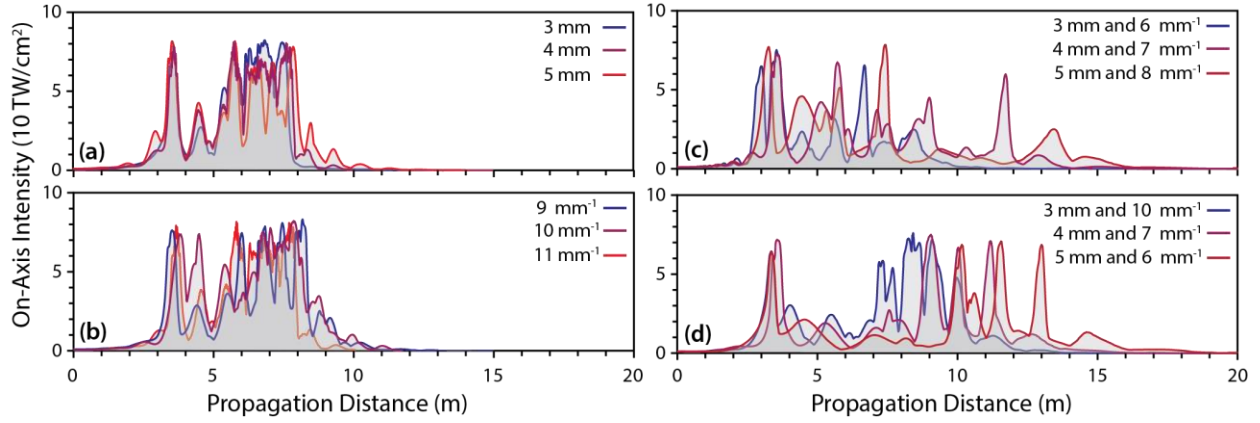 On-Axis Intensity (10 TW/cm²)
10
5
0
(a)
3 mm
4 mm
5 mm
10
5
0
(b)
9 mm⁻¹
10 mm⁻¹
11 mm⁻¹
0 5 10 15 20
Propagation Distance (m)
10
5
0
(c)
3 mm and 6 mm⁻¹
4 mm and 7 mm⁻¹
5 mm and 8 mm⁻¹
10
5
0
(d)
3 mm and 10 mm⁻¹
4 mm and 7 mm⁻¹
5 mm and 6 mm⁻¹
0 5 10 15 20
Propagation Distance (m)